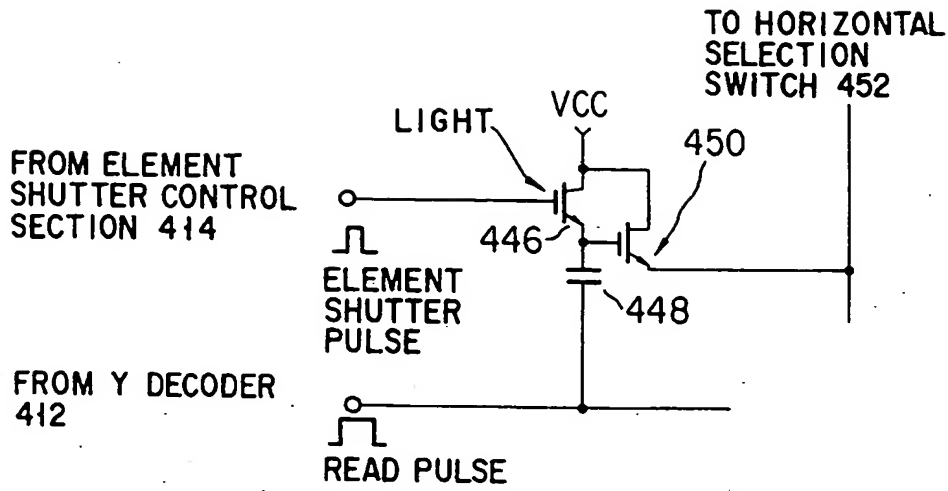 TO HORIZONTAL
SELECTION
SWITCH 452
VCC
LIGHT
450
FROM ELEMENT
SHUTTER CONTROL
SECTION 414
446
ELEMENT
SHUTTER
PULSE
448
FROM Y DECODER
412
READ PULSE